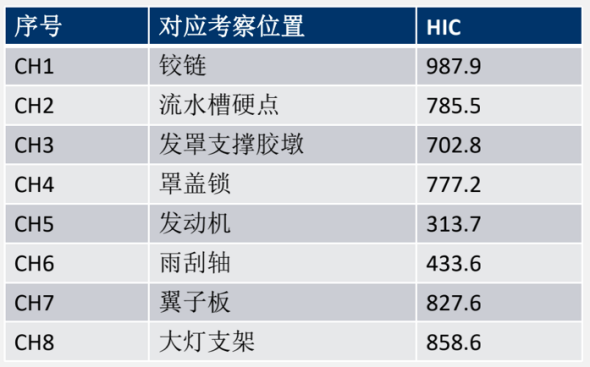 序号 对应考察位置 HIC
CH1 铰链 987.9
CH2 流水槽硬点 785.5
CH3 发罩支撑胶墩 702.8
CH4 罩盖锁 777.2
CH5 发动机 313.7
CH6 雨刮轴 433.6
CH7 翼子板 827.6
CH8 大灯支架 858.6